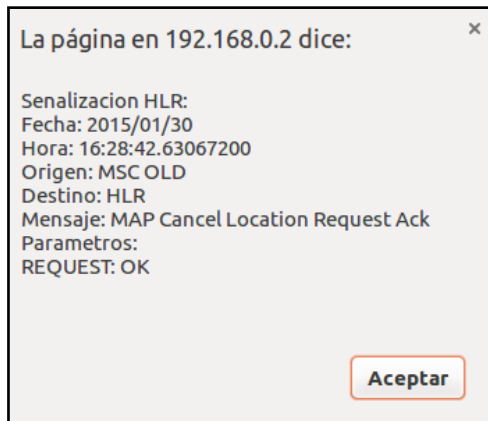 La página en 192.168.0.2 dice:
Senalizacion HLR:
Fecha: 2015/01/30
Hora: 16:28:42.63067200
Origen: MSC OLD
Destino: HLR
Mensaje: MAP Cancel Location Request Ack
Parametros:
REQUEST: OK
Aceptar